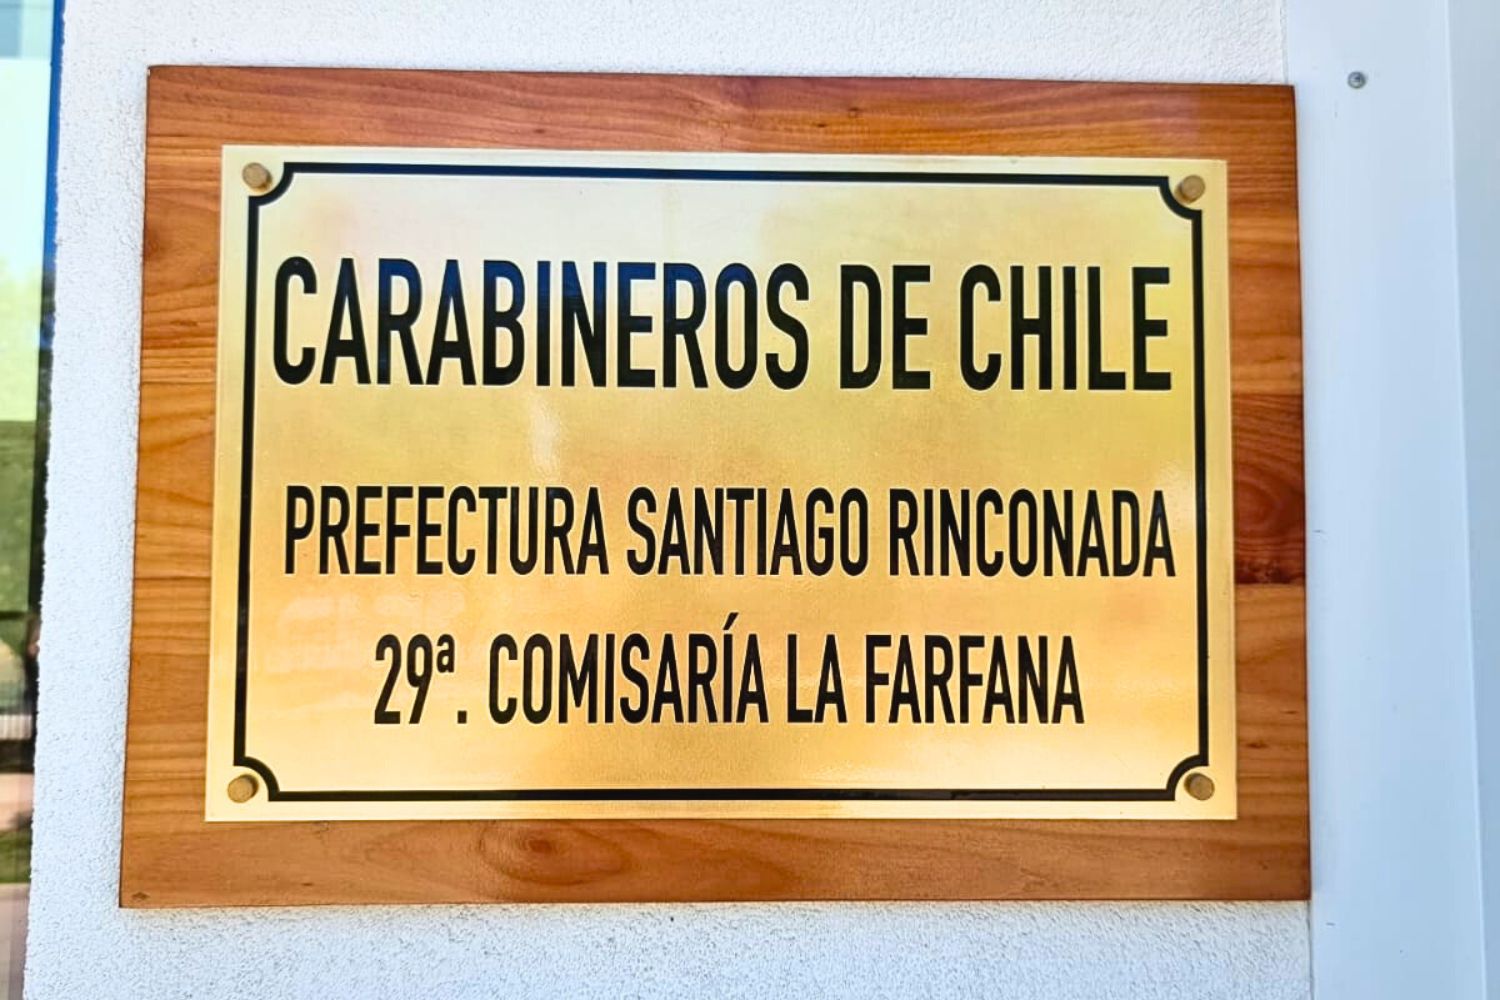 CARABINEROS DE CHILE
PREFECTURA SANTIAGO RINCONADA
29ª. COMISARÍA LA FARFANA